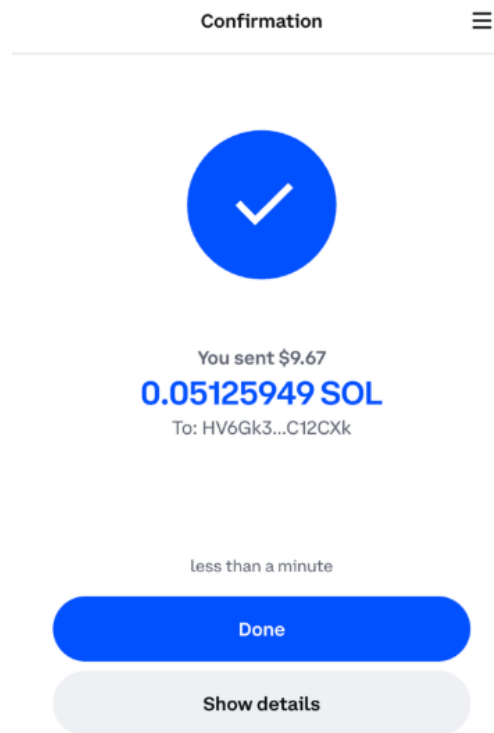 Confirmation
You sent $9.67
0.05125949 SOL
To: HV6Gk3...C12CXk
less than a minute
Done
Show details